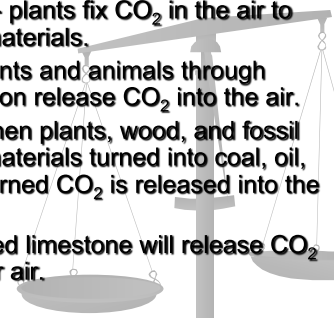 plants fix CO₂ in the air to
materials.
nts and animals through
on release CO₂ into the air.
hen plants, wood, and fossil
materials turned into coal, oil,
rned CO₂ is released into the
ed limestone will release CO₂
r air.